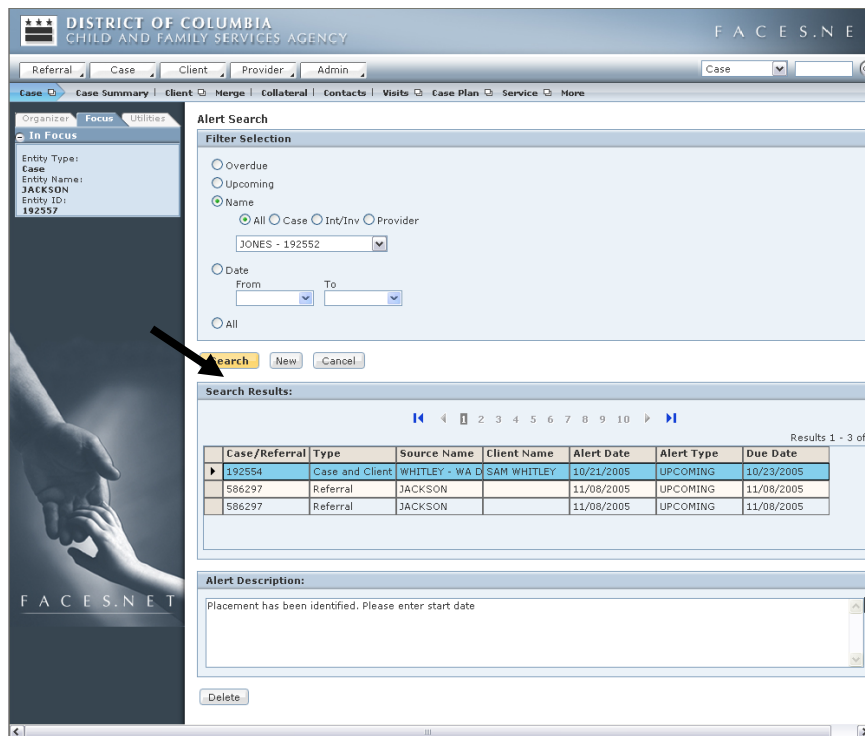 DISTRICT OF COLUMBIA
CHILD AND FAMILY SERVICES AGENCY
F A C E S.N E
Referral Case Client Provider Admin Case
Case Case Summary | Client Merge | Collateral | Contacts | Visits Case Plan Service More
Organizer Focus Utilities
In Focus
Entity Type:
Case
Entity Name:
JACKSON
Entity ID:
192557
Alert Search
Filter Selection
Overdue
Upcoming
Name
All Case Int/Inv Provider
JONES - 192552
Date
From To
All
Search New Cancel
Search Results:
1 2 3 4 5 6 7 8 9 10
Results 1 - 3 of
Case/Referral Type Source Name Client Name Alert Date Alert Type Due Date
192554 Case and Client WHITLEY - WA D SAM WHITLEY 10/21/2005 UPCOMING 10/23/2005
586297 Referral JACKSON 11/08/2005 UPCOMING 11/08/2005
586297 Referral JACKSON 11/08/2005 UPCOMING 11/08/2005
Alert Description:
Placement has been identified. Please enter start date
Delete
F A C E S.N E T